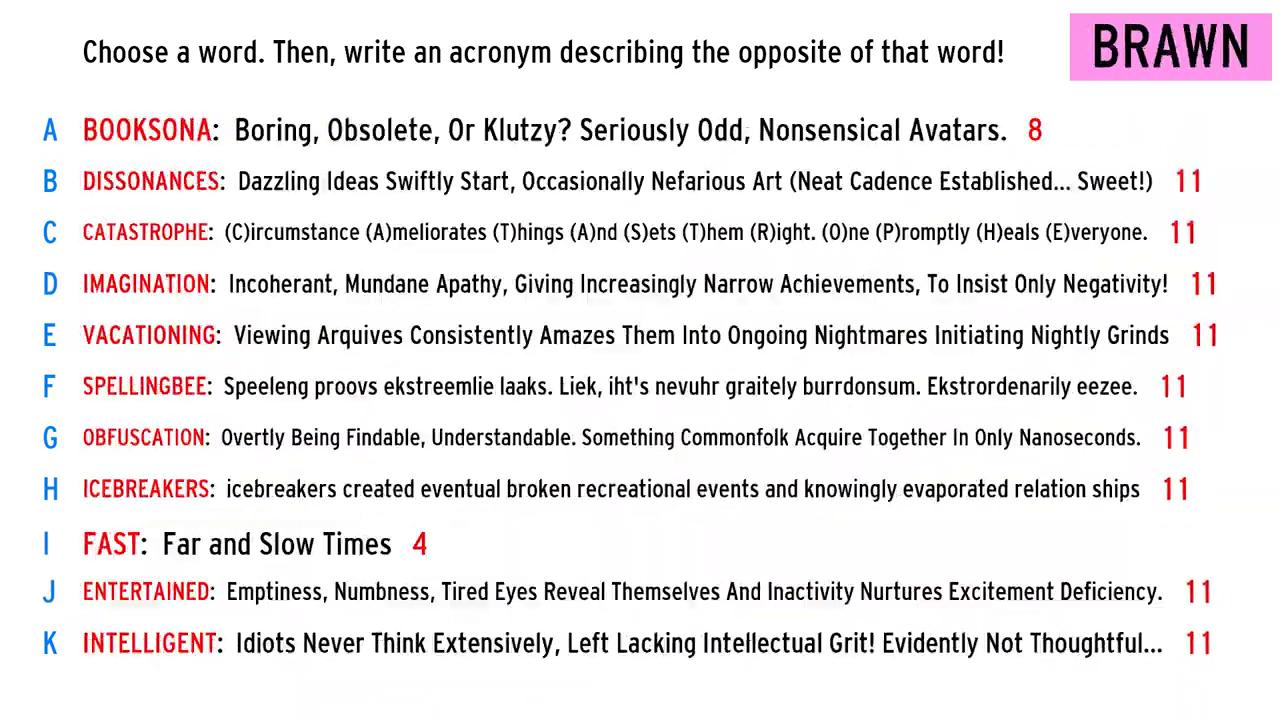 Choose a word. Then, write an acronym describing the opposite of that word!
BRAWN
A BOOKSONA: Boring, Obsolete, Or Klutzy? Seriously Odd, Nonsensical Avatars. 8
B DISSONANCES: Dazzling Ideas Swiftly Start, Occasionally Nefarious Art (Neat Cadence Established... Sweet!) 11
C CATASTROPHE: (C)ircumstance (A)meliorates (T)hings (A)nd (S)ets (T)hem (R)ight. (O)ne (P)romptly (H)eals (E)veryone. 11
D IMAGINATION: Incoherant, Mundane Apathy, Giving Increasingly Narrow Achievements, To Insist Only Negativity! 11
E VACATIONING: Viewing Arquives Consistently Amazes Them Into Ongoing Nightmares Initiating Nightly Grinds 11
F SPELLINGBEE: Speeleng proovs ekstreemlie laaks. Liek, iht's nevuhr graitely burrdonsum. Ekstrordenarily eezee. 11
G OBFUSCATION: Overtly Being Findable, Understandable. Something Commonfolk Acquire Together In Only Nanoseconds. 11
H ICEBREAKERS: icebreakers created eventual broken recreational events and knowingly evaporated relation ships 11
I FAST: Far and Slow Times 4
J ENTERTAINED: Emptiness, Numbness, Tired Eyes Reveal Themselves And Inactivity Nurtures Excitement Deficiency. 11
K INTELLIGENT: Idiots Never Think Extensively, Left Lacking Intellectual Grit! Evidently Not Thoughtful... 11